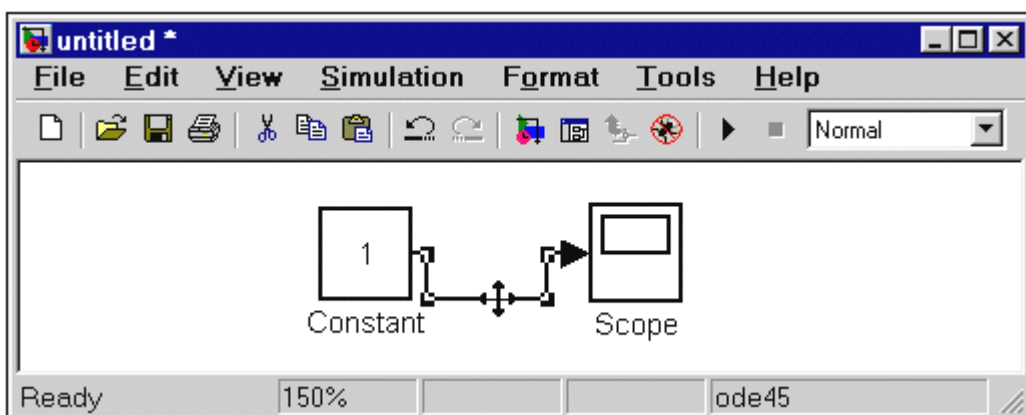 untitled *
File Edit View Simulation Format Tools Help
Normal
1
Constant Scope
Ready 150% ode45